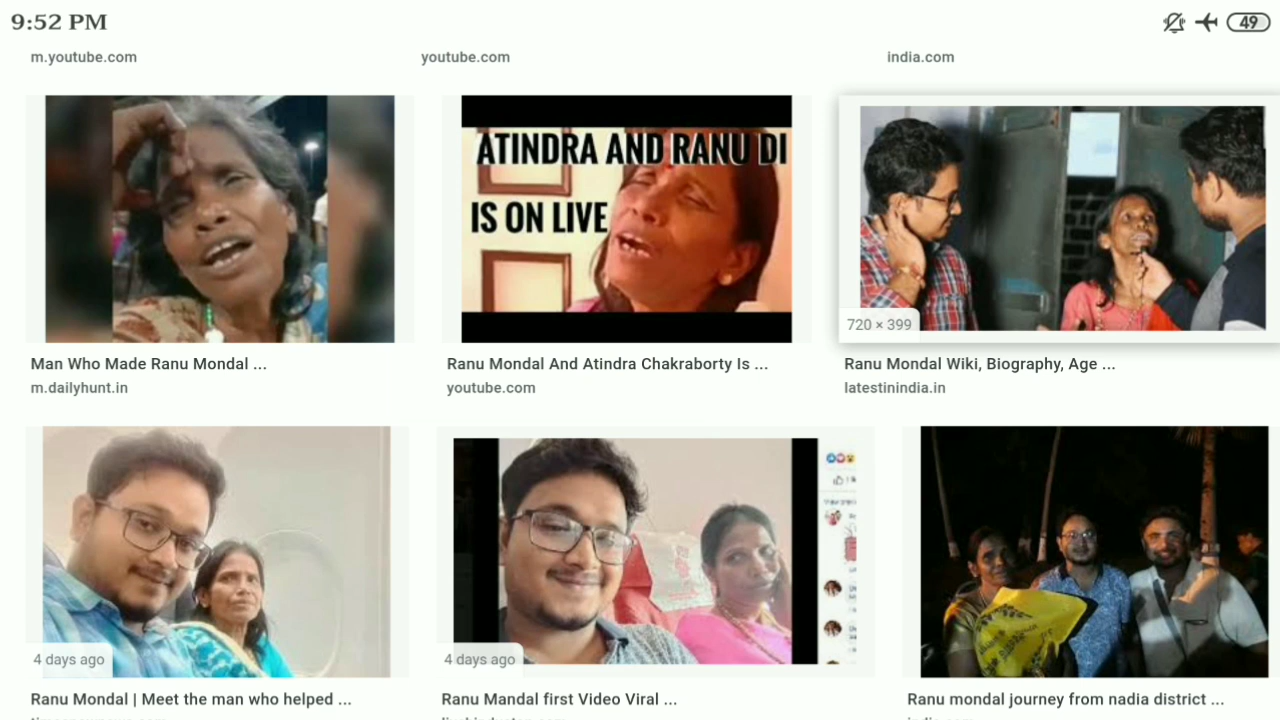 9:52 PM
49
m.youtube.com
youtube.com
india.com
ATINDRA AND RANU DI
IS ON LIVE
720 × 399
Man Who Made Ranu Mondal ...
m.dailyhunt.in
Ranu Mondal And Atindra Chakraborty Is ...
youtube.com
Ranu Mondal Wiki, Biography, Age ...
latestinindia.in
4 days ago
4 days ago
Ranu Mondal | Meet the man who helped ...
Ranu Mandal first Video Viral ...
Ranu mondal journey from nadia district ...
india.com